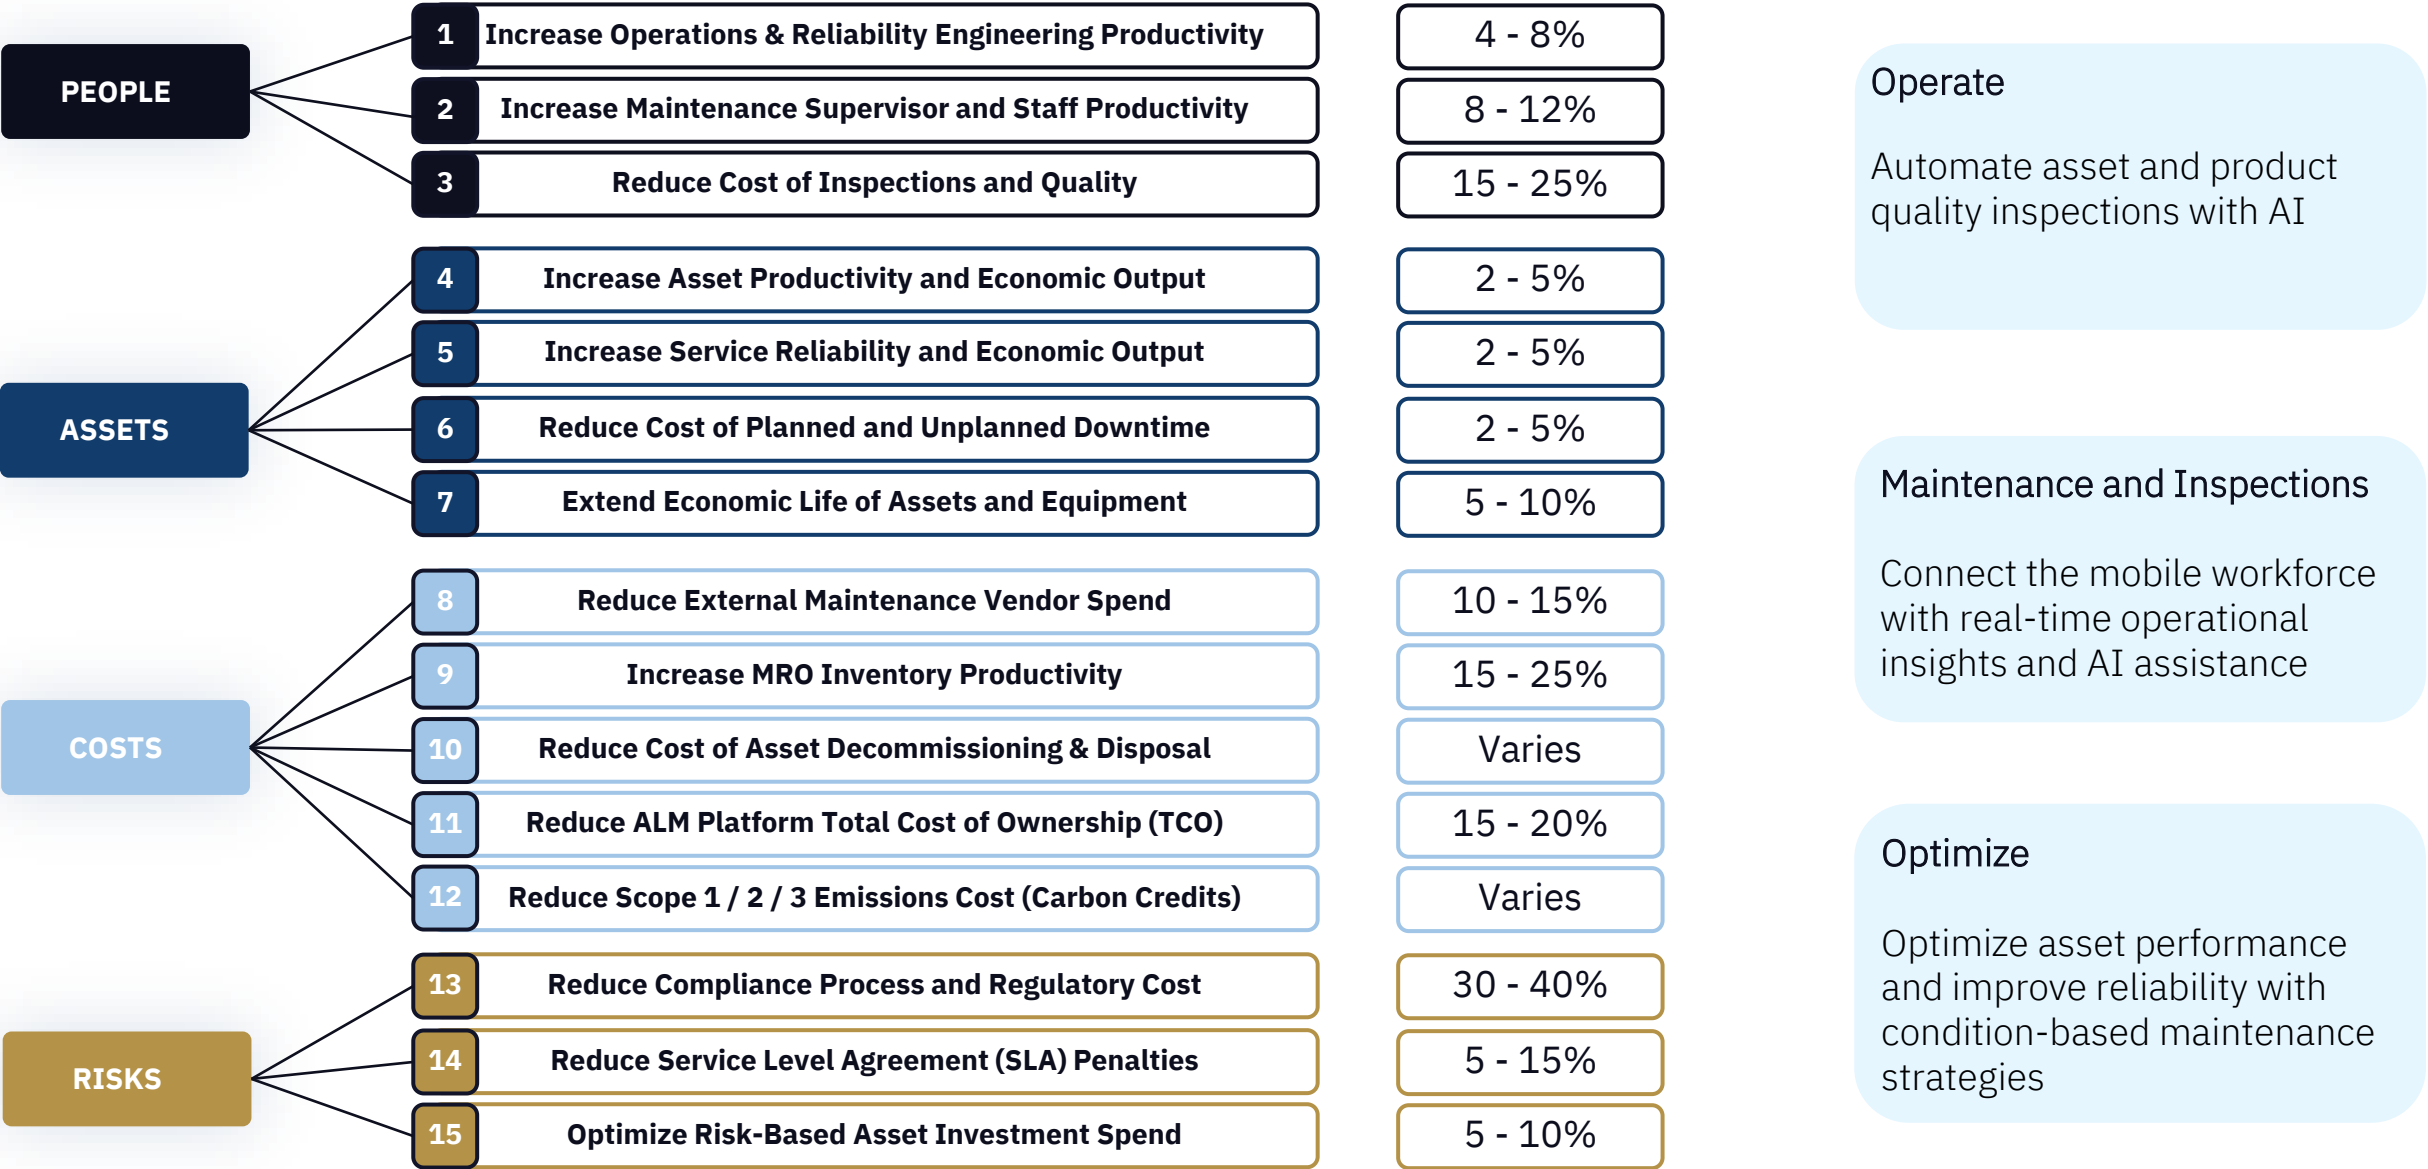 PEOPLE
1 Increase Operations & Reliability Engineering Productivity 4 - 8%
2 Increase Maintenance Supervisor and Staff Productivity 8 - 12%
3 Reduce Cost of Inspections and Quality 15 - 25%
ASSETS
4 Increase Asset Productivity and Economic Output 2 - 5%
5 Increase Service Reliability and Economic Output 2 - 5%
6 Reduce Cost of Planned and Unplanned Downtime 2 - 5%
7 Extend Economic Life of Assets and Equipment 5 - 10%
COSTS
8 Reduce External Maintenance Vendor Spend 10 - 15%
9 Increase MRO Inventory Productivity 15 - 25%
10 Reduce Cost of Asset Decommissioning & Disposal Varies
11 Reduce ALM Platform Total Cost of Ownership (TCO) 15 - 20%
12 Reduce Scope 1 / 2 / 3 Emissions Cost (Carbon Credits) Varies
RISKS
13 Reduce Compliance Process and Regulatory Cost 30 - 40%
14 Reduce Service Level Agreement (SLA) Penalties 5 - 15%
15 Optimize Risk-Based Asset Investment Spend 5 - 10%
Operate
Automate asset and product
quality inspections with AI
Maintenance and Inspections
Connect the mobile workforce
with real-time operational
insights and AI assistance
Optimize
Optimize asset performance
and improve reliability with
condition-based maintenance
strategies